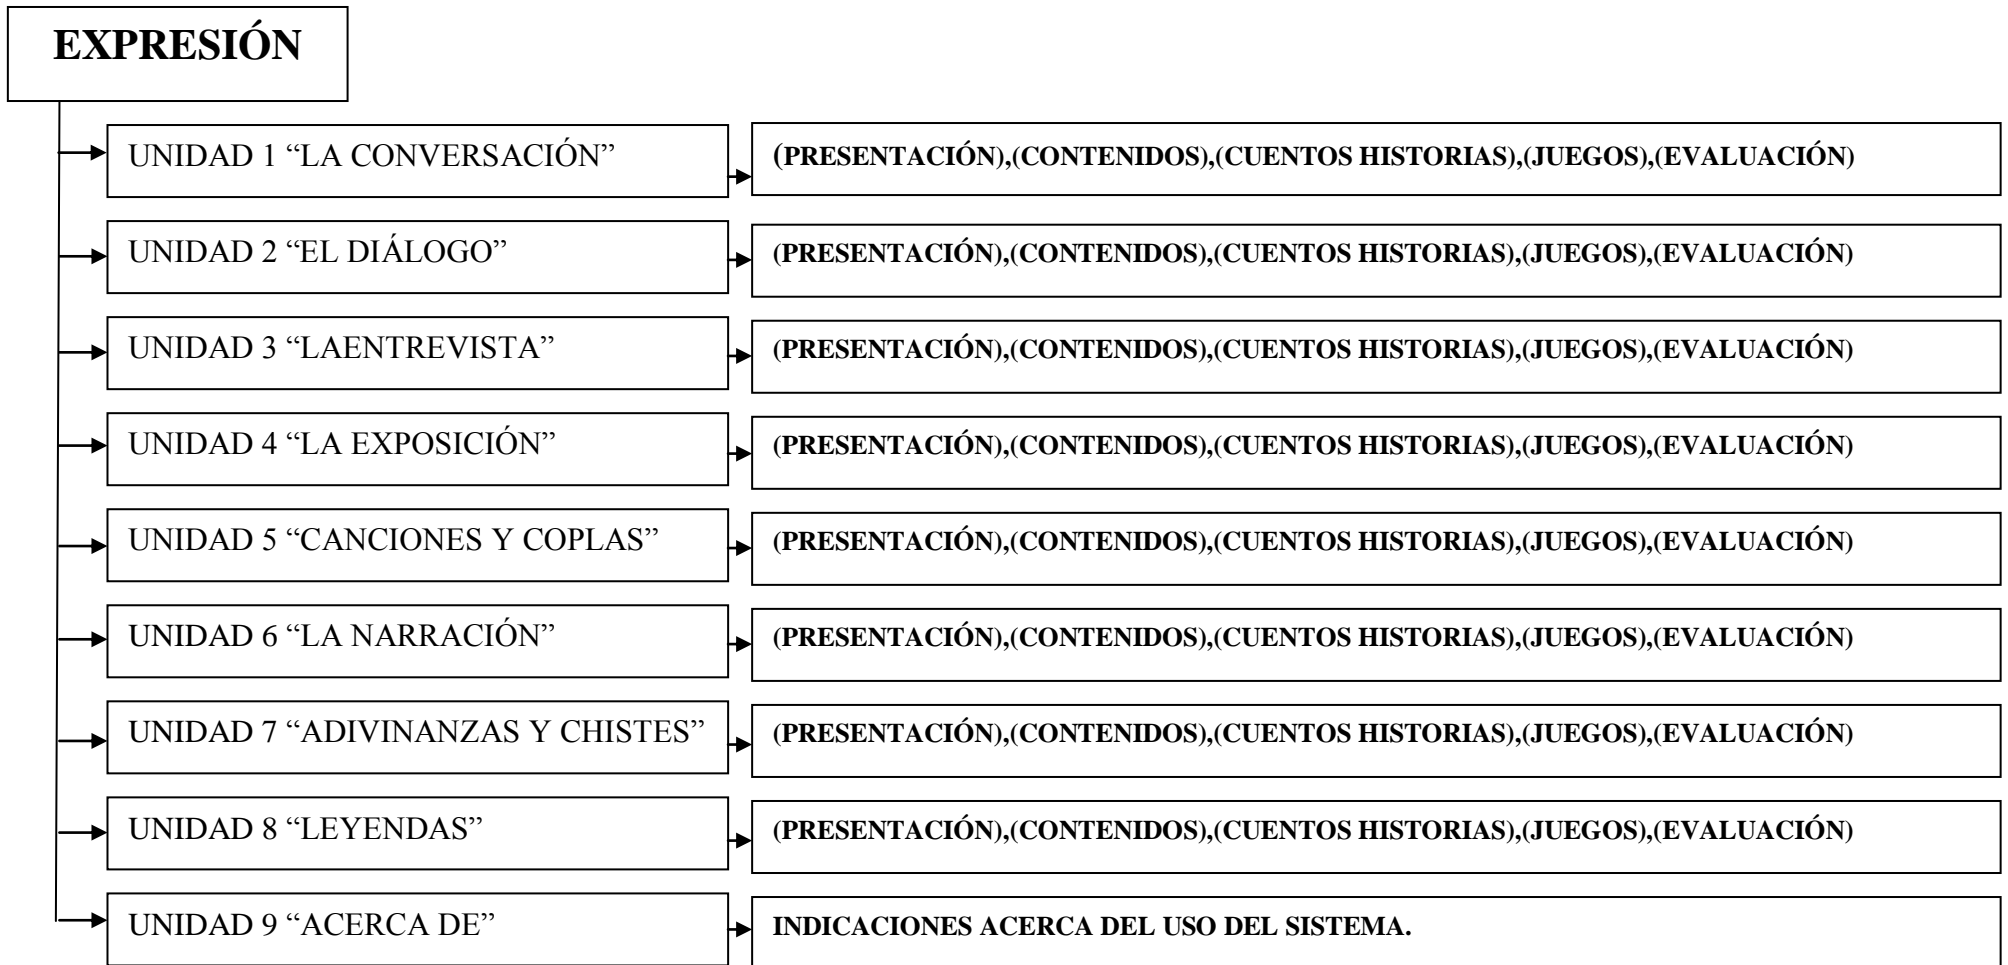 EXPRESIÓN
UNIDAD 1 “LA CONVERSACIÓN”
(PRESENTACIÓN),(CONTENIDOS),(CUENTOS HISTORIAS),(JUEGOS),(EVALUACIÓN)
UNIDAD 2 “EL DIÁLOGO”
(PRESENTACIÓN),(CONTENIDOS),(CUENTOS HISTORIAS),(JUEGOS),(EVALUACIÓN)
UNIDAD 3 “LAENTREVISTA”
(PRESENTACIÓN),(CONTENIDOS),(CUENTOS HISTORIAS),(JUEGOS),(EVALUACIÓN)
UNIDAD 4 “LA EXPOSICIÓN”
(PRESENTACIÓN),(CONTENIDOS),(CUENTOS HISTORIAS),(JUEGOS),(EVALUACIÓN)
UNIDAD 5 “CANCIONES Y COPLAS”
(PRESENTACIÓN),(CONTENIDOS),(CUENTOS HISTORIAS),(JUEGOS),(EVALUACIÓN)
UNIDAD 6 “LA NARRACIÓN”
(PRESENTACIÓN),(CONTENIDOS),(CUENTOS HISTORIAS),(JUEGOS),(EVALUACIÓN)
UNIDAD 7 “ADIVINANZAS Y CHISTES”
(PRESENTACIÓN),(CONTENIDOS),(CUENTOS HISTORIAS),(JUEGOS),(EVALUACIÓN)
UNIDAD 8 “LEYENDAS”
(PRESENTACIÓN),(CONTENIDOS),(CUENTOS HISTORIAS),(JUEGOS),(EVALUACIÓN)
UNIDAD 9 “ACERCA DE”
INDICACIONES ACERCA DEL USO DEL SISTEMA.